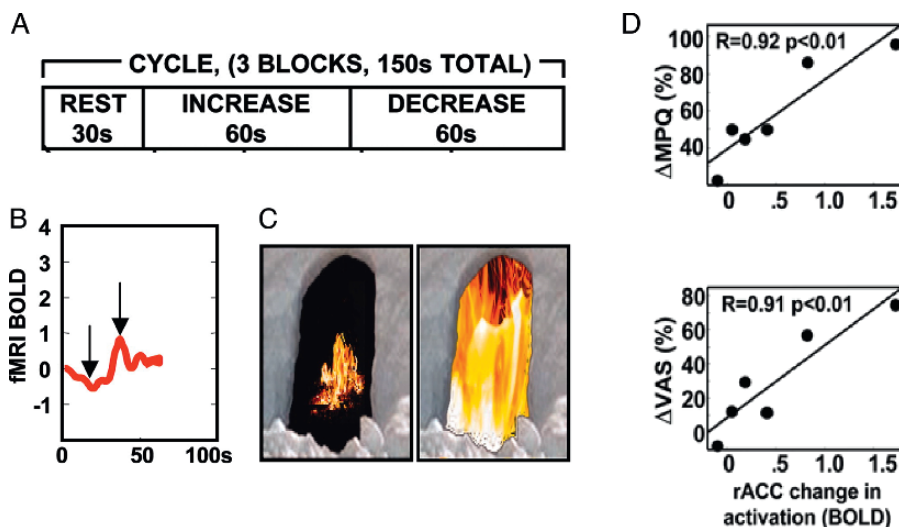 A
CYCLE, (3 BLOCKS, 150s TOTAL)
REST INCREASE DECREASE
30s 60s 60s
B
fMRI BOLD
4
3
2
1
0
-1
0 50 100s
C
D
R=0.92 p<0.01
ΔMPQ (%)
100
80
60
40
0 .5 1.0 1.5
R=0.91 p<0.01
ΔVAS (%)
80
60
40
20
0
0 .5 1.0 1.5
rACC change in
activation (BOLD)